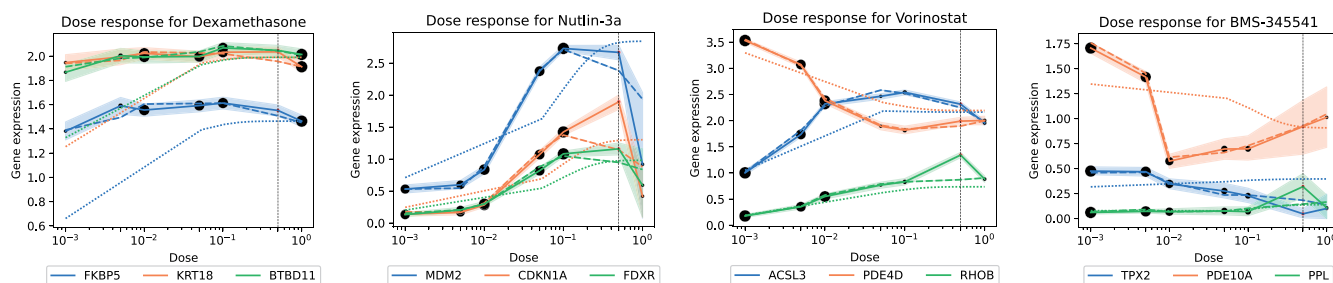 Dose response for Dexamethasone
Gene expression
2.0
1.8
1.6
1.4
1.2
1.0
0.8
0.6
10⁻³
10⁻²
10⁻¹
10⁰
Dose
FKBP5 KRT18 BTBD11
Dose response for Nutlin-3a
Gene expression
2.5
2.0
1.5
1.0
0.5
0.0
10⁻³
10⁻²
10⁻¹
10⁰
Dose
MDM2 CDKN1A FDXR
Dose response for Vorinostat
Gene expression
3.5
3.0
2.5
2.0
1.5
1.0
0.5
0.0
10⁻³
10⁻²
10⁻¹
10⁰
Dose
ACSL3 PDE4D RHOB
Dose response for BMS-345541
Gene expression
1.75
1.50
1.25
1.00
0.75
0.50
0.25
0.00
10⁻³
10⁻²
10⁻¹
10⁰
Dose
TPX2 PDE10A PPL